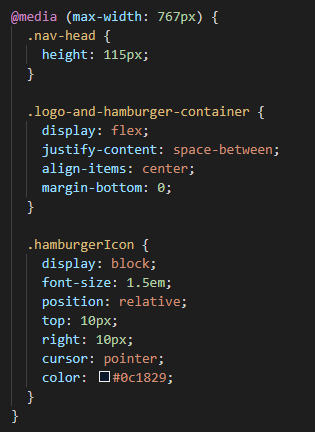 @media (max-width: 767px) {
  .nav-head {
    height: 115px;
  }

  .logo-and-hamburger-container {
    display: flex;
    justify-content: space-between;
    align-items: center;
    margin-bottom: 0;
  }

  .hamburgerIcon {
    display: block;
    font-size: 1.5em;
    position: relative;
    top: 10px;
    right: 10px;
    cursor: pointer;
    color: #0c1829;
  }
}